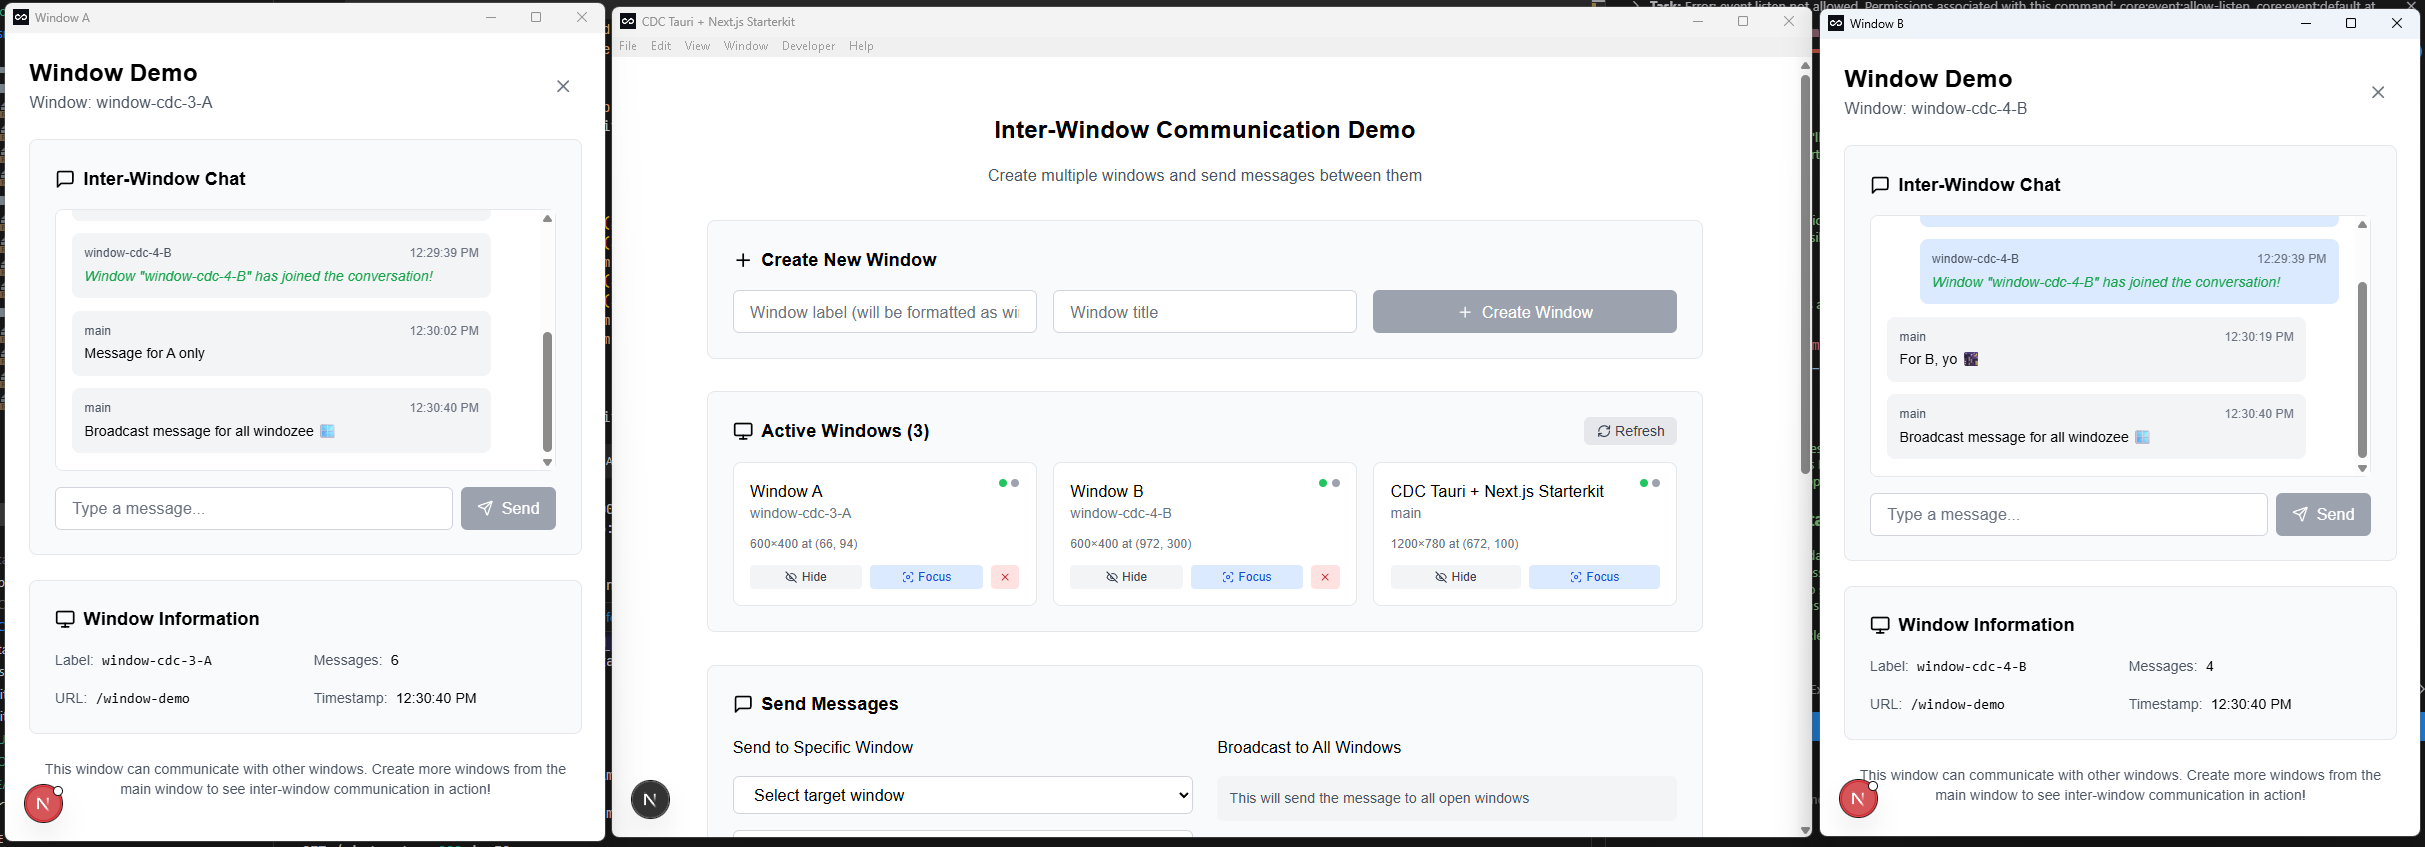 Window A
Window Demo
Window: window-cdc-3-A
Inter-Window Chat
window-cdc-4-B 12:29:39 PM
Window "window-cdc-4-B" has joined the conversation!
main 12:30:02 PM
Message for A only
main 12:30:40 PM
Broadcast message for all windozee 🪟
Type a message...
Send
Window Information
Label: window-cdc-3-A Messages: 6
URL: /window-demo Timestamp: 12:30:40 PM
This window can communicate with other windows. Create more windows from the
main window to see inter-window communication in action!
N
CDC Tauri + Next.js Starterkit
File Edit View Window Developer Help
Inter-Window Communication Demo
Create multiple windows and send messages between them
Create New Window
Window label (will be formatted as wi
Window title
Create Window
Active Windows (3)
Refresh
Window A
window-cdc-3-A
600×400 at (66, 94)
Hide Focus
Window B
window-cdc-4-B
600×400 at (972, 300)
Hide Focus
CDC Tauri + Next.js Starterkit
main
1200×780 at (672, 100)
Hide Focus
Send Messages
Send to Specific Window
Select target window
Broadcast to All Windows
This will send the message to all open windows
N
Task: Error: event.listen not allowed. Permissions associated with this command: core:event:allow-listen, core:event:default at
Window B
Window Demo
Window: window-cdc-4-B
Inter-Window Chat
window-cdc-4-B 12:29:39 PM
Window "window-cdc-4-B" has joined the conversation!
main 12:30:19 PM
For B, yo 🎆
main 12:30:40 PM
Broadcast message for all windozee 🪟
Type a message...
Send
Window Information
Label: window-cdc-4-B Messages: 4
URL: /window-demo Timestamp: 12:30:40 PM
This window can communicate with other windows. Create more windows from the
main window to see inter-window communication in action!
N